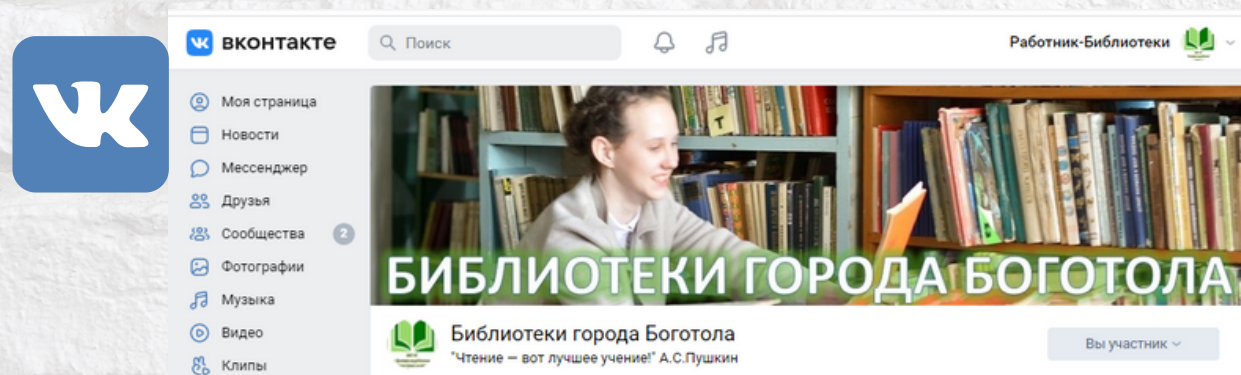 вконтакте
Поиск
Работник-Библиотеки
Моя страница
Новости
Мессенджер
Друзья
Сообщества 2
Фотографии
Музыка
Видео
Клипы
Т
БИБЛИОТЕКИ ГОРОДА БОГОТОЛА
Библиотеки города Боготола
"Чтение — вот лучшее учение!" А.С.Пушкин
Вы участник